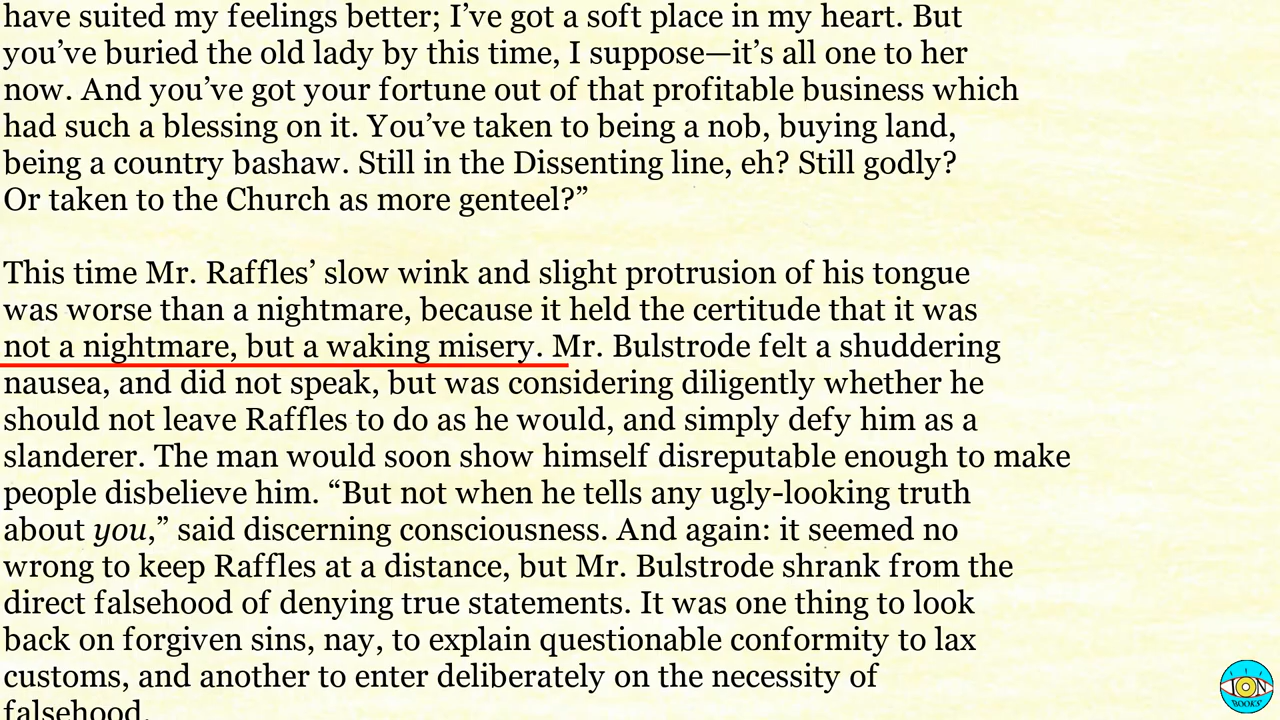 have suited my feelings better; I’ve got a soft place in my heart. But
you’ve buried the old lady by this time, I suppose—it’s all one to her
now. And you’ve got your fortune out of that profitable business which
had such a blessing on it. You’ve taken to being a nob, buying land,
being a country bashaw. Still in the Dissenting line, eh? Still godly?
Or taken to the Church as more genteel?”
This time Mr. Raffles’ slow wink and slight protrusion of his tongue
was worse than a nightmare, because it held the certitude that it was
not a nightmare, but a waking misery. Mr. Bulstrode felt a shuddering
nausea, and did not speak, but was considering diligently whether he
should not leave Raffles to do as he would, and simply defy him as a
slanderer. The man would soon show himself disreputable enough to make
people disbelieve him. “But not when he tells any ugly-looking truth
about you,” said discerning consciousness. And again: it seemed no
wrong to keep Raffles at a distance, but Mr. Bulstrode shrank from the
direct falsehood of denying true statements. It was one thing to look
back on forgiven sins, nay, to explain questionable conformity to lax
customs, and another to enter deliberately on the necessity of
falsehood.
ION
BOOKS